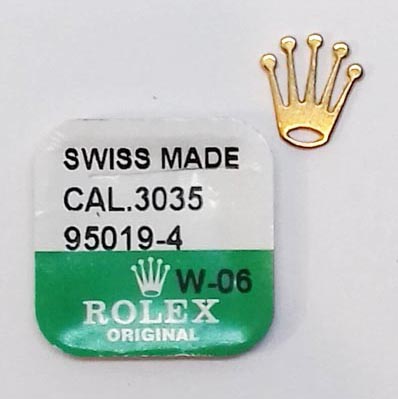 SWISS MADE
CAL.3035
95019-4
W-06
ROLEX
ORIGINAL